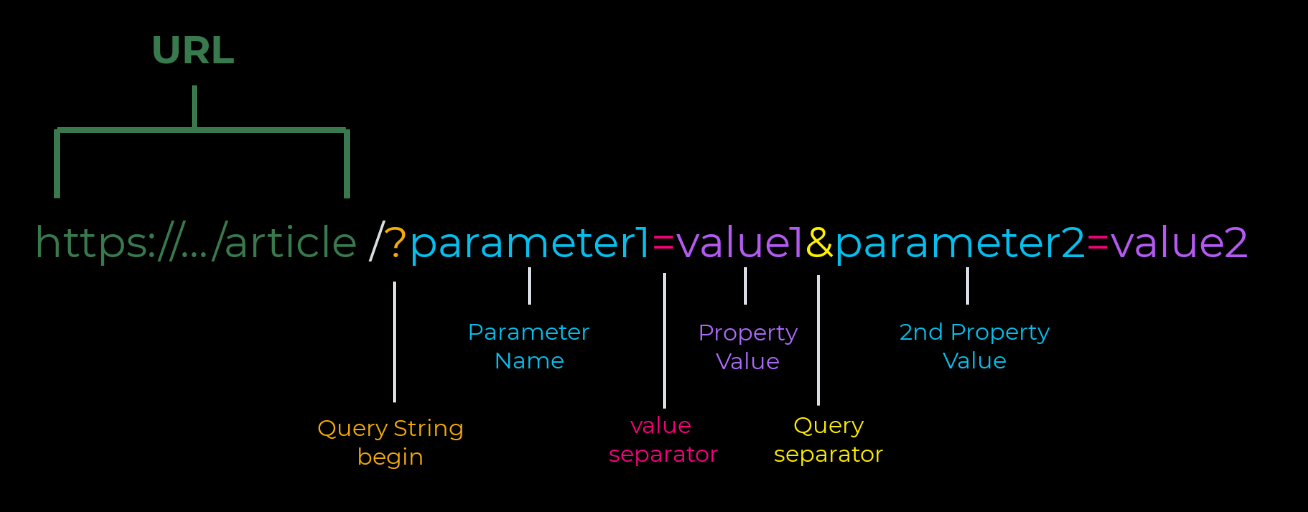 URL
https://... /article /?parameter1=value1&parameter2=value2
Parameter
Name
Property
Value
2nd Property
Value
Query String
begin
value
separator
Query
separator